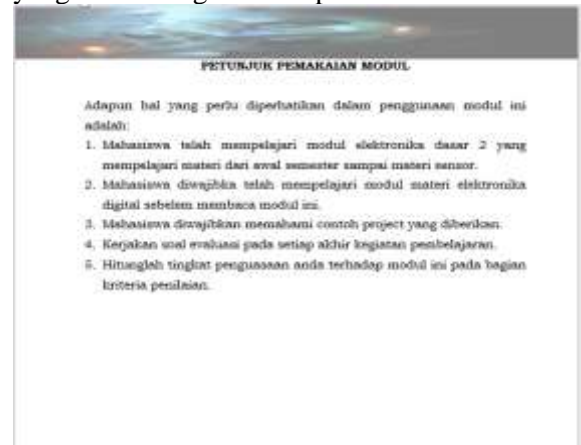 PETUNJUK PEMAKAIAN MODUL
Adapun hal yang perlu diperhatikan dalam penggunaan modul ini
adalah:
1. Mahasiswa telah mempelajari modul elektronika dasar 2 yang
mempelajari materi dari awal semester sampai materi sensor.
2. Mahasiswa diwajibka telah mempelajari modul materi elektronika
digital sebelem membaca modul ini.
3. Mahasiswa diwajibkan memahami contoh project yang diberikan.
4. Kerjakan soal evaluasi pada setiap akhir kegiatan pembelajaran.
5. Hitunglah tingkat penguasaan anda terhadap modul ini pada bagian
kriteria penilaian.